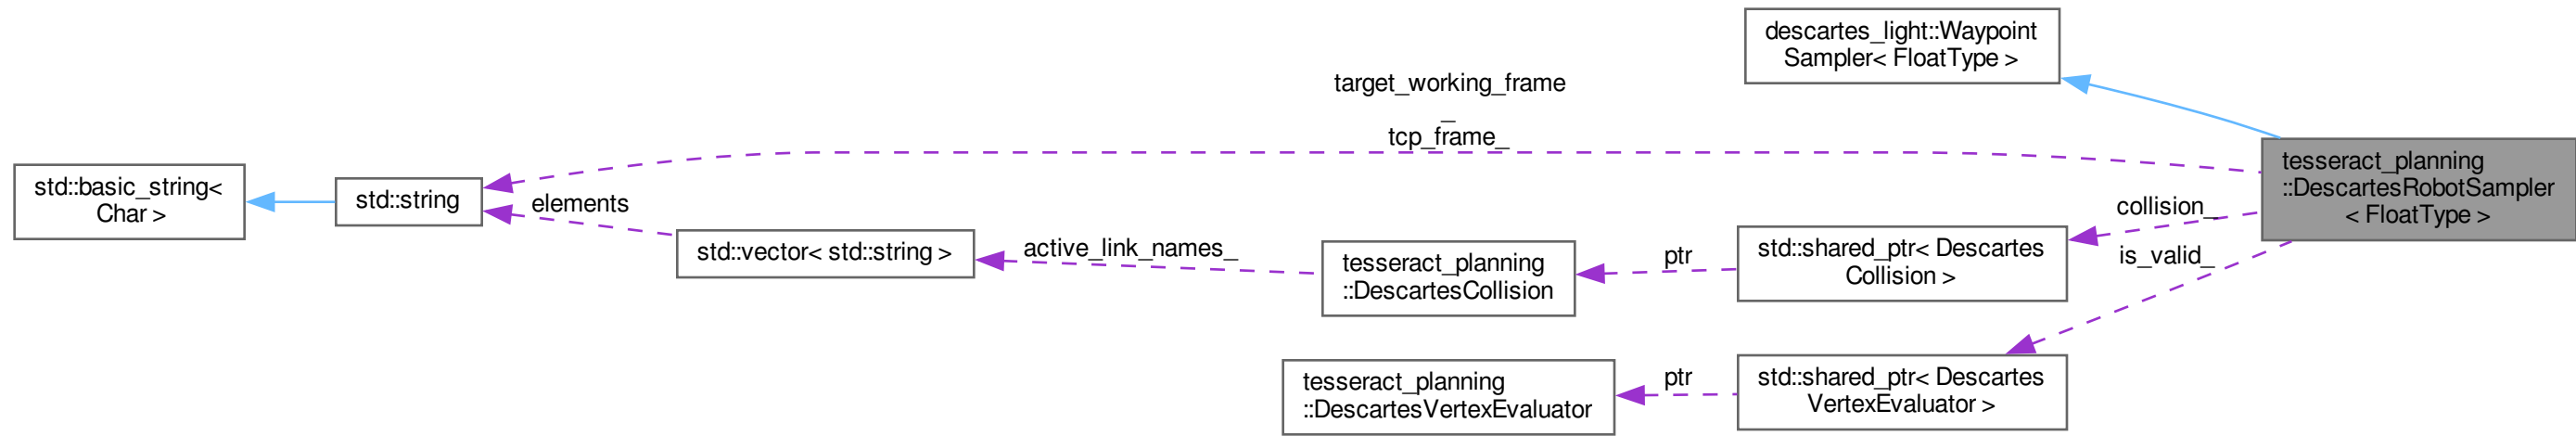 descartes_light::Waypoint
Sampler< FloatType >
target_working_frame
_
tcp_frame_
tesseract_planning
::DescartesRobotSampler
< FloatType >
std::basic_string<
Char >
std::string
elements
std::vector< std::string >
active_link_names_
tesseract_planning
::DescartesCollision
ptr
std::shared_ptr< Descartes
Collision >
collision_
is_valid_
tesseract_planning
::DescartesVertexEvaluator
ptr
std::shared_ptr< Descartes
VertexEvaluator >